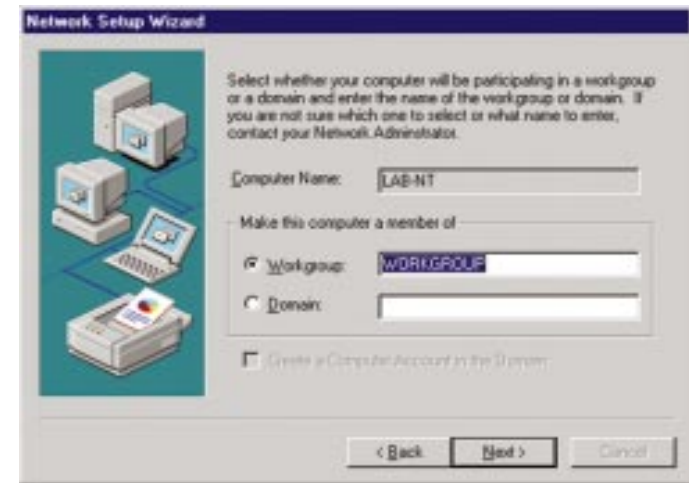 Network Setup Wizard
Select whether your computer will be participating in a workgroup
or a domain and enter the name of the workgroup or domain. If
you are not sure which one to select or what name to enter,
contact your Network Adminstrator.
Computer Name: LAB-NT
Make this computer a member of
Workgroup: WORKGROUP
Domain:
Create a Computer Account in the Domain
< Back Next > Cancel